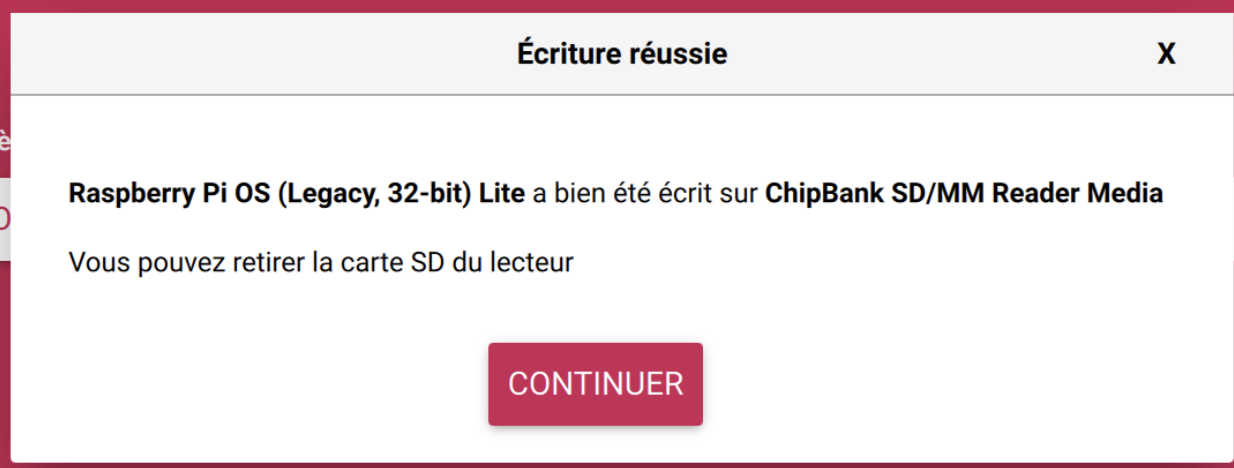 Écriture réussie
X
Raspberry Pi OS (Legacy, 32-bit) Lite a bien été écrit sur ChipBank SD/MM Reader Media
Vous pouvez retirer la carte SD du lecteur
CONTINUER